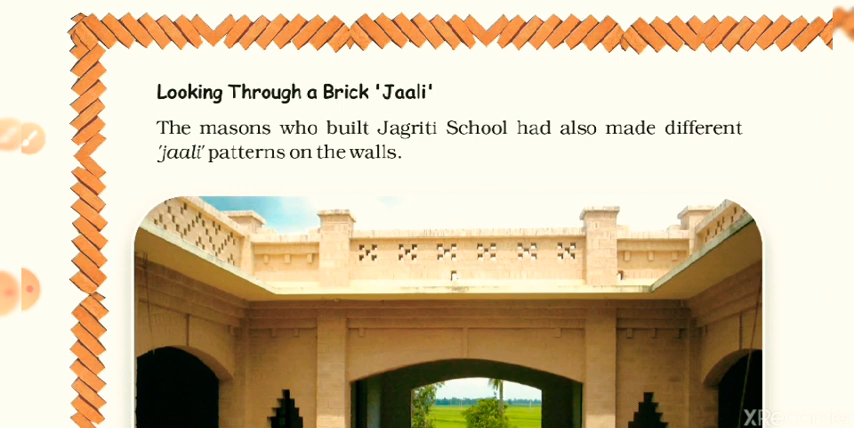 Looking Through a Brick 'Jaali'
The masons who built Jagriti School had also made different
'jaali' patterns on the walls.